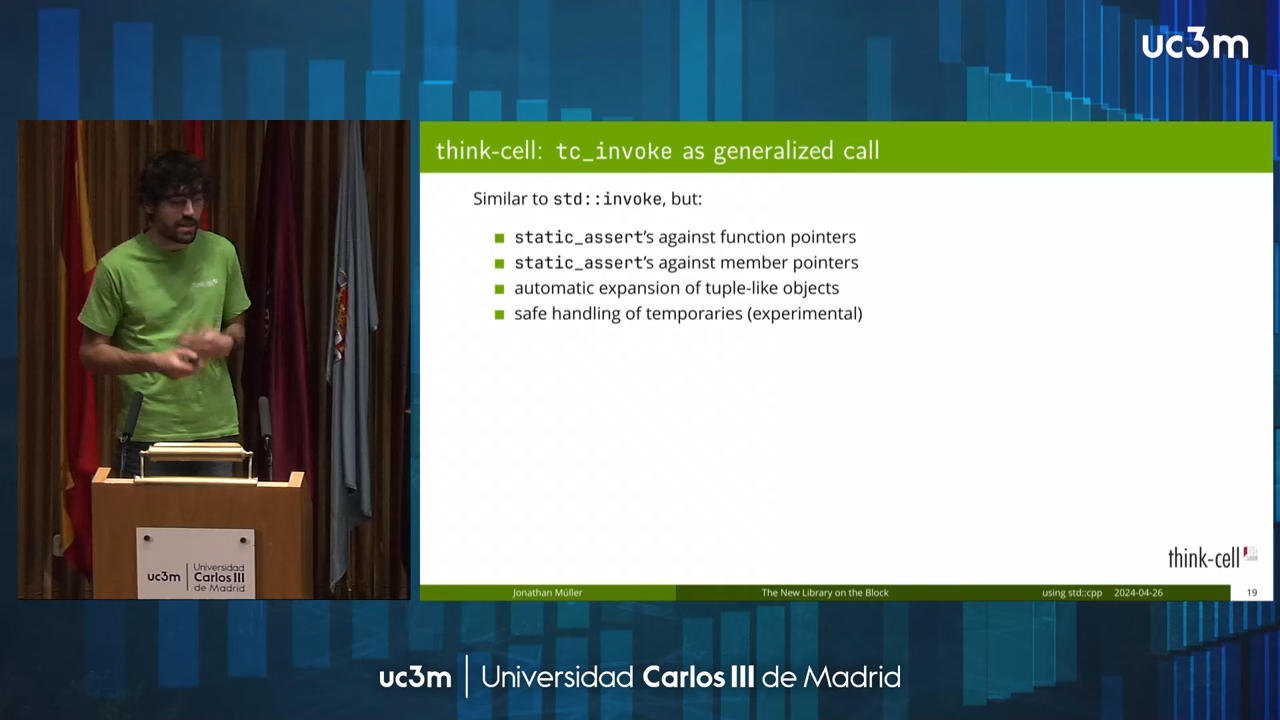 uc3m
think-cell: tc_invoke as generalized call
Similar to std::invoke, but:
static_assert's against function pointers
static_assert's against member pointers
automatic expansion of tuple-like objects
safe handling of temporaries (experimental)
think-cell
Jonathan Müller
The New Library on the Block
using std::cpp 2024-04-26
19
uc3m
Universidad
Carlos III
de Madrid
uc3m
Universidad Carlos III de Madrid